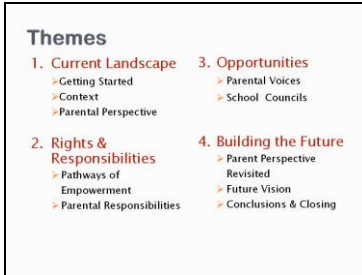 Themes
1. Current Landscape
➢Getting Started
➢Context
➢Parental Perspective
2. Rights &
Responsibilities
➢Pathways of
Empowerment
➢Parental Responsibilities
3. Opportunities
➢Parental Voices
➢School Councils
4. Building the Future
➢Parent Perspective
Revisited
➢Future Vision
➢Conclusions & Closing